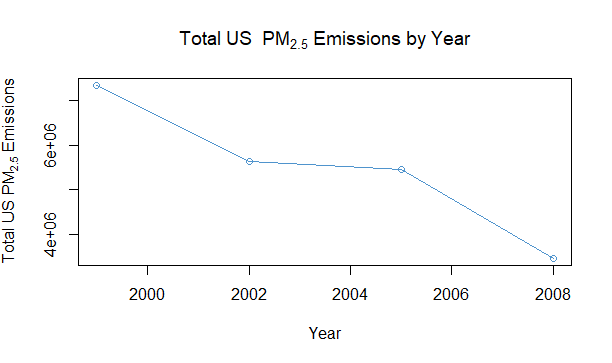 Total US PM2.5 Emissions by Year
Total US PM2.5 Emissions
6e+06
4e+06
2000 2002 2004 2006 2008
Year